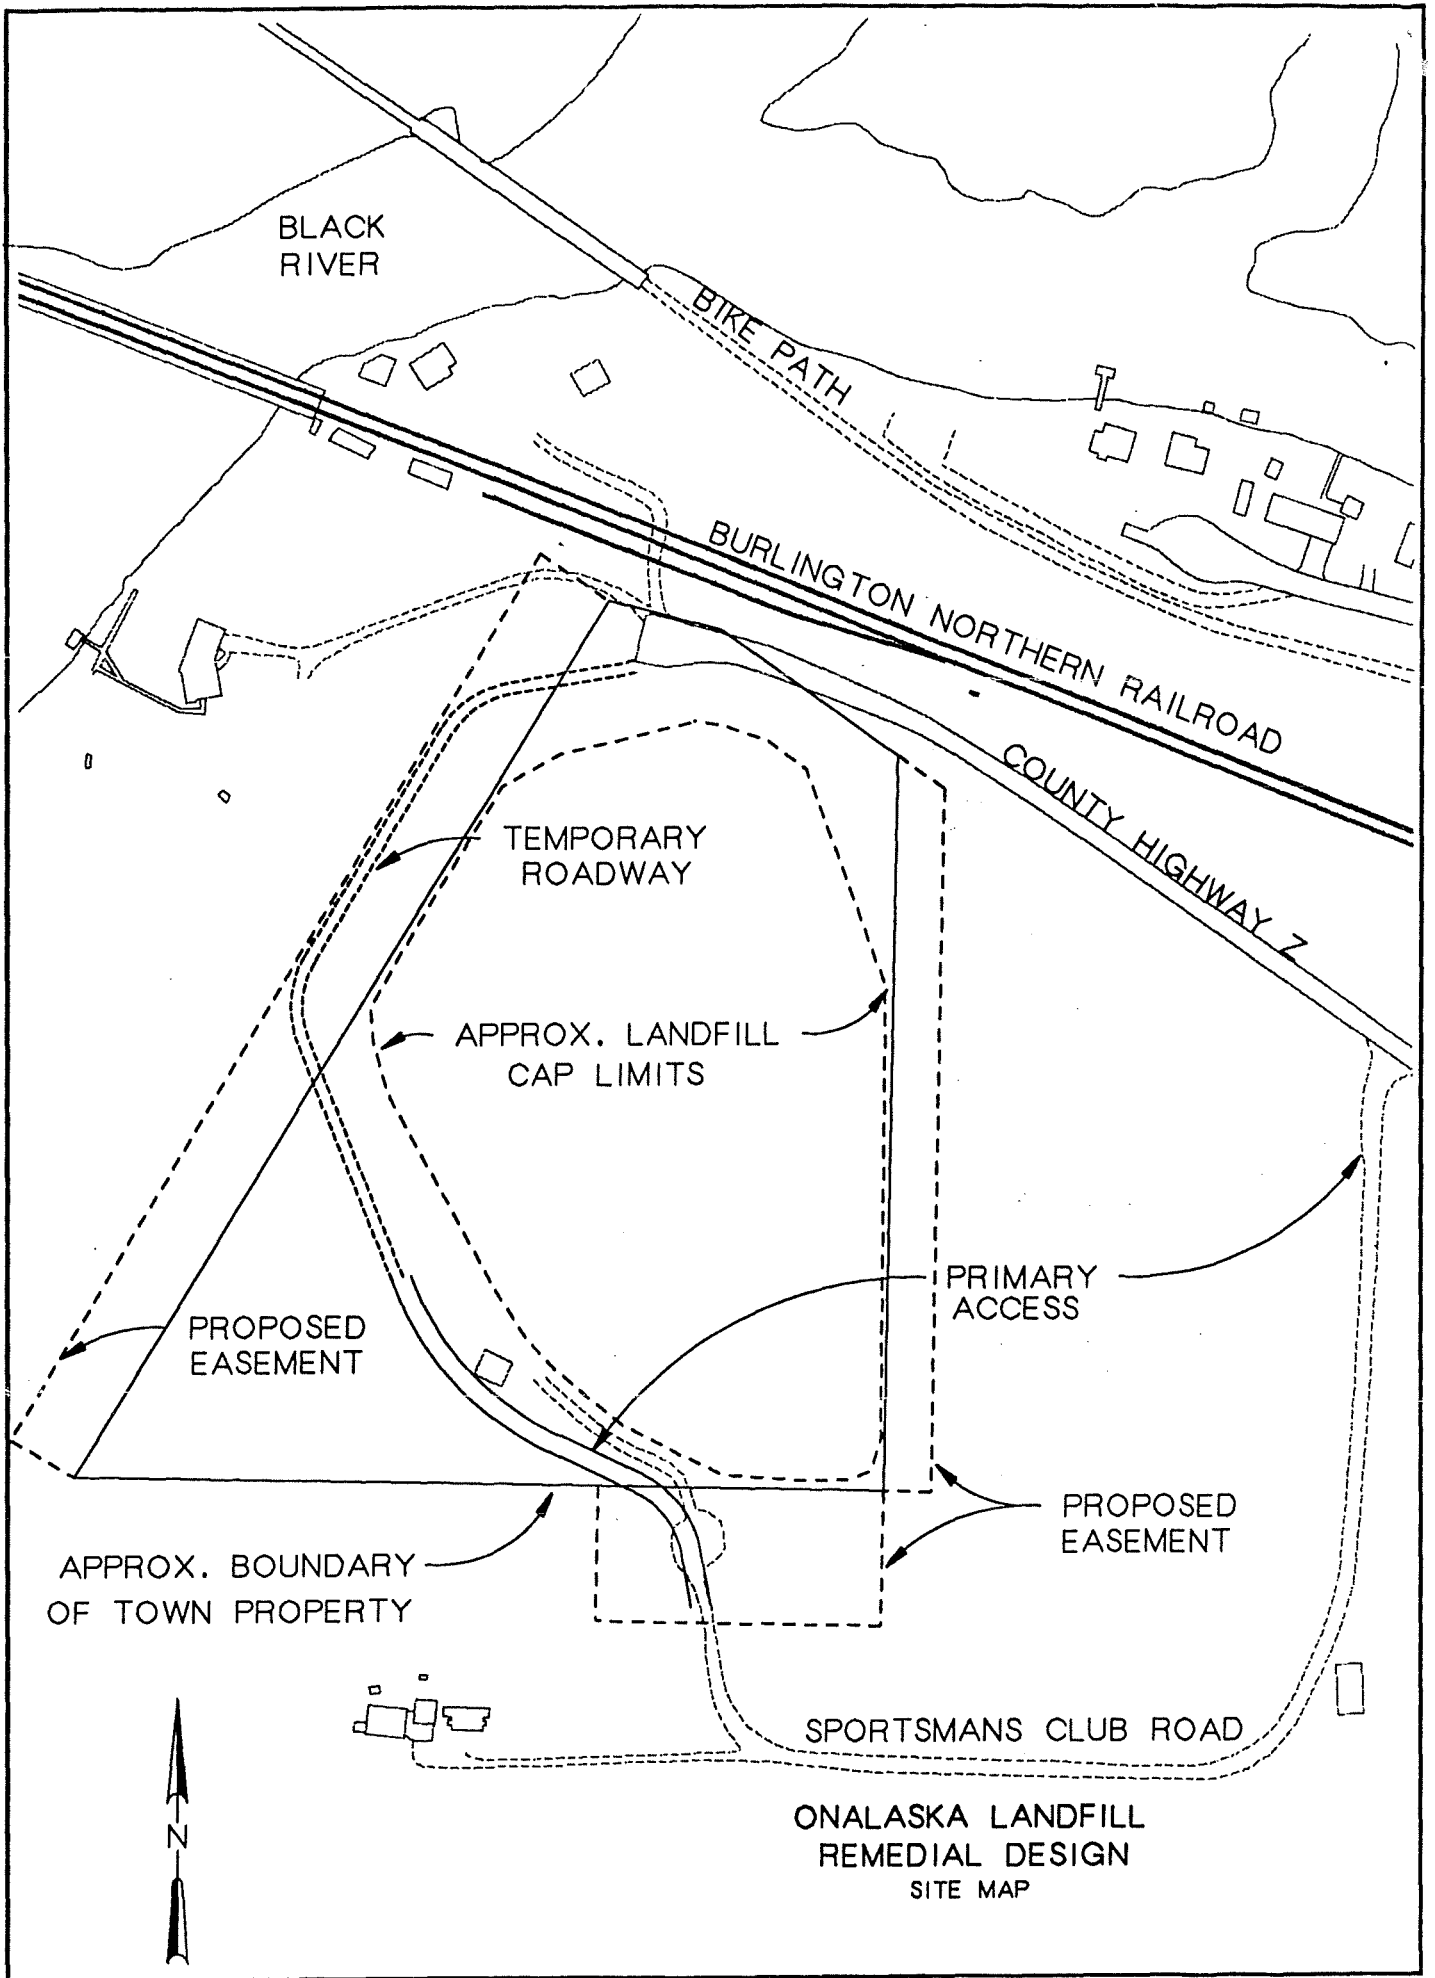 BLACK
RIVER
BIKE PATH
BURLINGTON NORTHERN RAILROAD
COUNTY HIGHWAY Z
TEMPORARY
ROADWAY
APPROX. LANDFILL
CAP LIMITS
PRIMARY
ACCESS
PROPOSED
EASEMENT
PROPOSED
EASEMENT
APPROX. BOUNDARY
OF TOWN PROPERTY
SPORTSMANS CLUB ROAD
N
ONALASKA LANDFILL
REMEDIAL DESIGN
SITE MAP